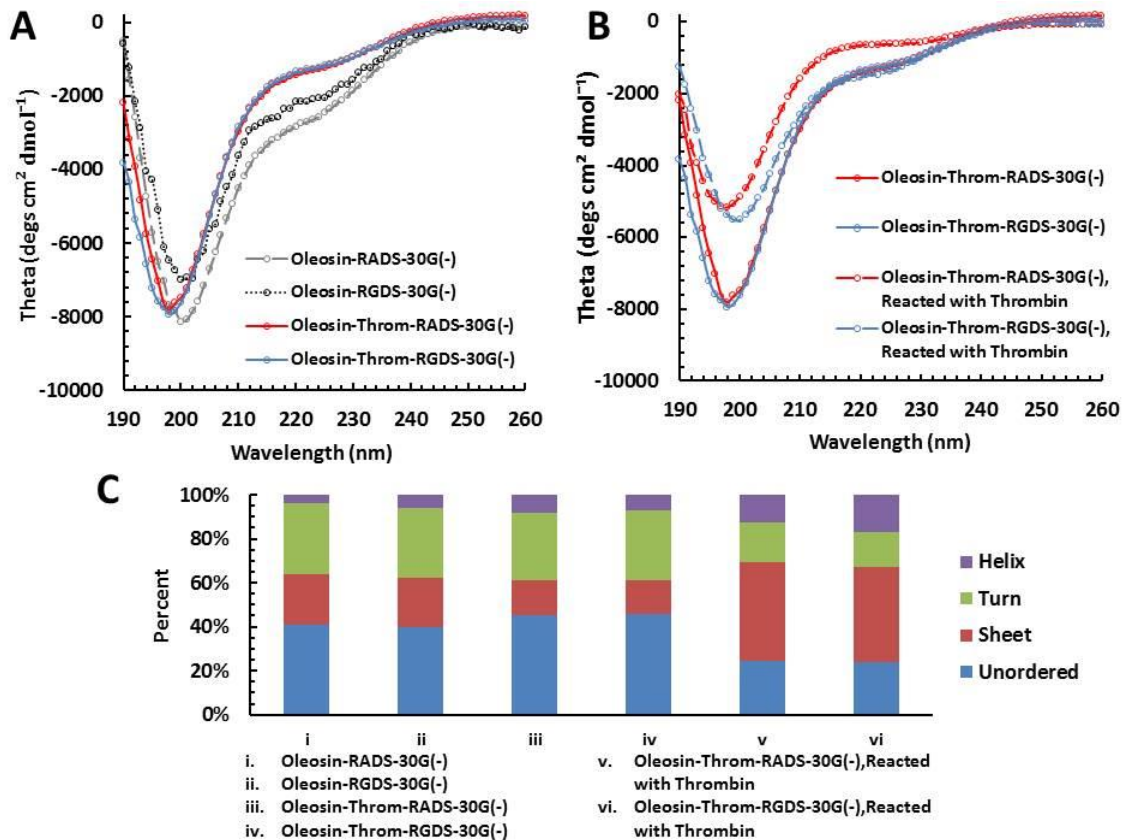 A
0
-2000
-4000
-6000
-8000
-10000
Theta (degs cm² dmol⁻¹)
Oleosin-RADS-30G(-)
Oleosin-RGDS-30G(-)
Oleosin-Throm-RADS-30G(-)
Oleosin-Throm-RGDS-30G(-)
190 200 210 220 230 240 250 260
Wavelength (nm)
B
0
-2000
-4000
-6000
-8000
-10000
Theta (degs cm² dmol⁻¹)
Oleosin-Throm-RADS-30G(-)
Oleosin-Throm-RGDS-30G(-)
Oleosin-Throm-RADS-30G(-),
Reacted with Thrombin
Oleosin-Throm-RGDS-30G(-),
Reacted with Thrombin
190 200 210 220 230 240 250 260
Wavelength (nm)
C
100%
80%
60%
40%
20%
0%
Percent
Helix
Turn
Sheet
Unordered
i ii iii iv v vi
i. Oleosin-RADS-30G(-)
ii. Oleosin-RGDS-30G(-)
iii. Oleosin-Throm-RADS-30G(-)
iv. Oleosin-Throm-RGDS-30G(-)
v. Oleosin-Throm-RADS-30G(-),Reacted
with Thrombin
vi. Oleosin-Throm-RGDS-30G(-),Reacted
with Thrombin